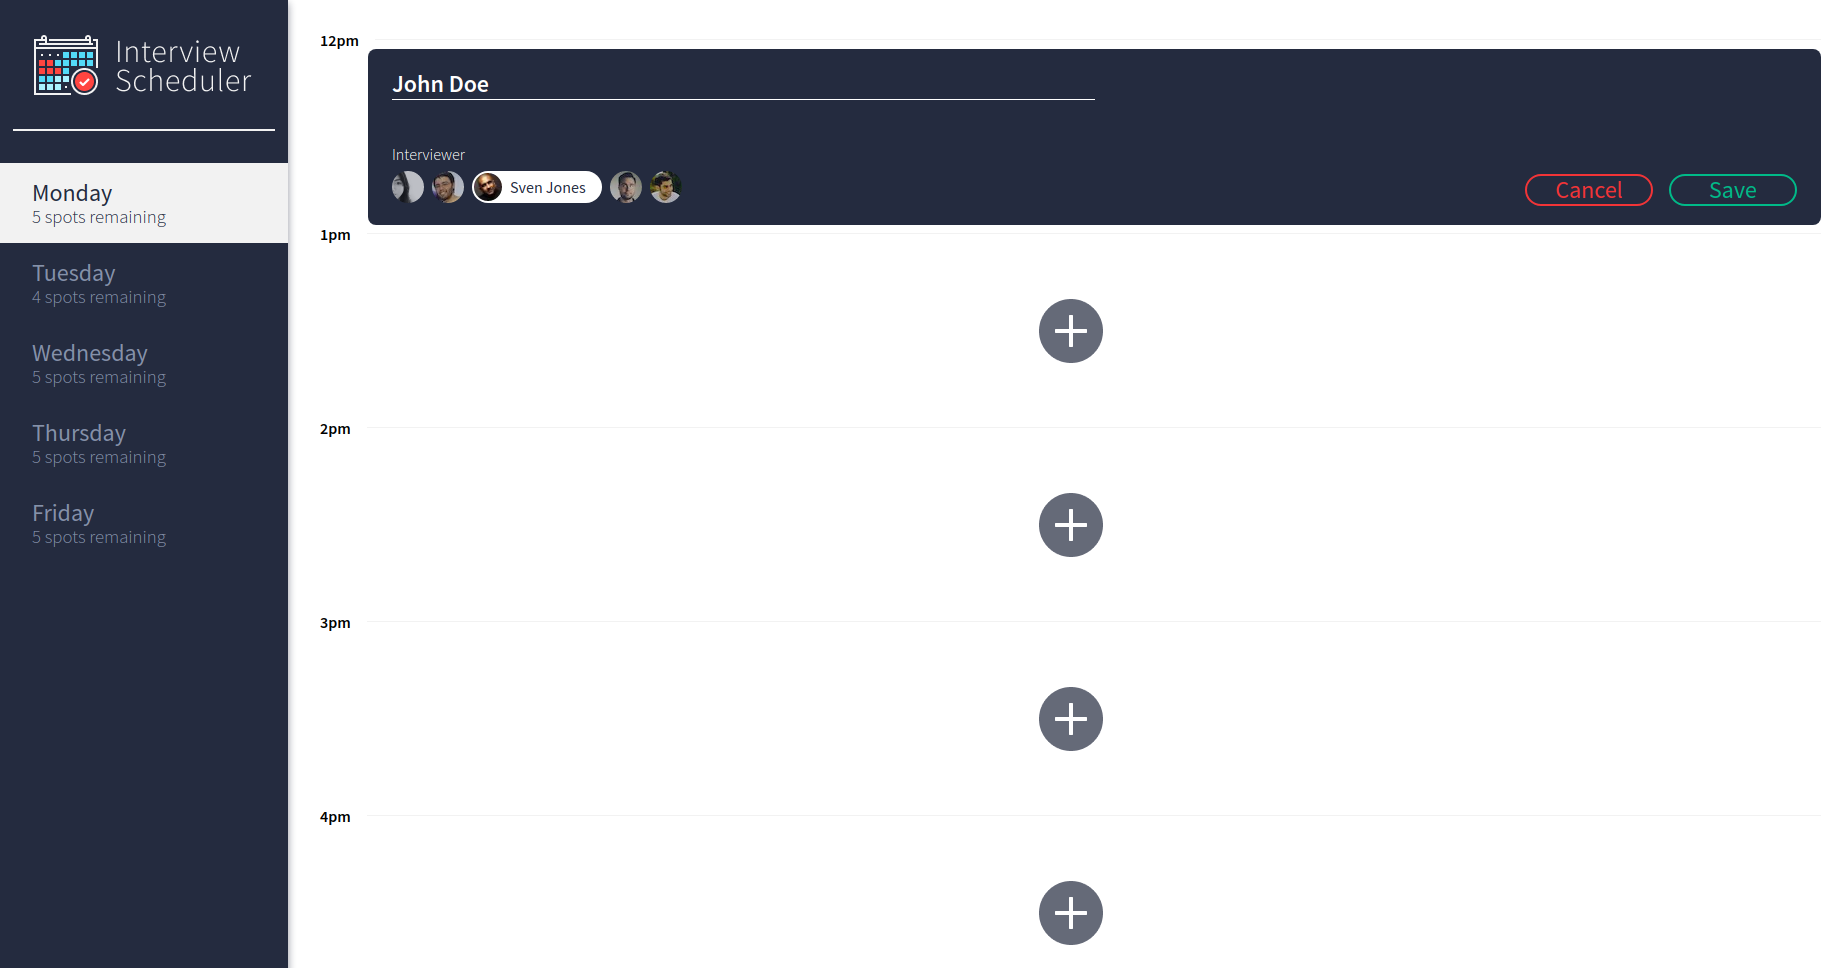 Interview
Scheduler
Monday
5 spots remaining
Tuesday
4 spots remaining
Wednesday
5 spots remaining
Thursday
5 spots remaining
Friday
5 spots remaining
12pm
John Doe
Interviewer
Sven Jones
Cancel
Save
1pm
2pm
3pm
4pm